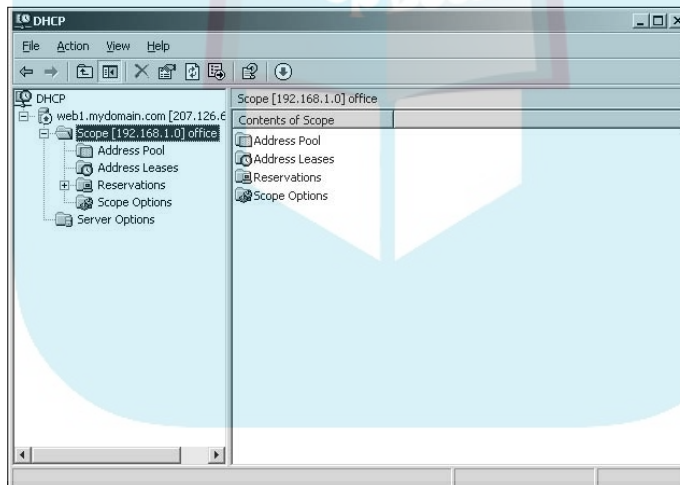 DHCP
File Action View Help
DHCP
web1.mydomain.com [207.126.6
Scope [192.168.1.0] office
Address Pool
Address Leases
Reservations
Scope Options
Server Options
Scope [192.168.1.0] office
Contents of Scope
Address Pool
Address Leases
Reservations
Scope Options